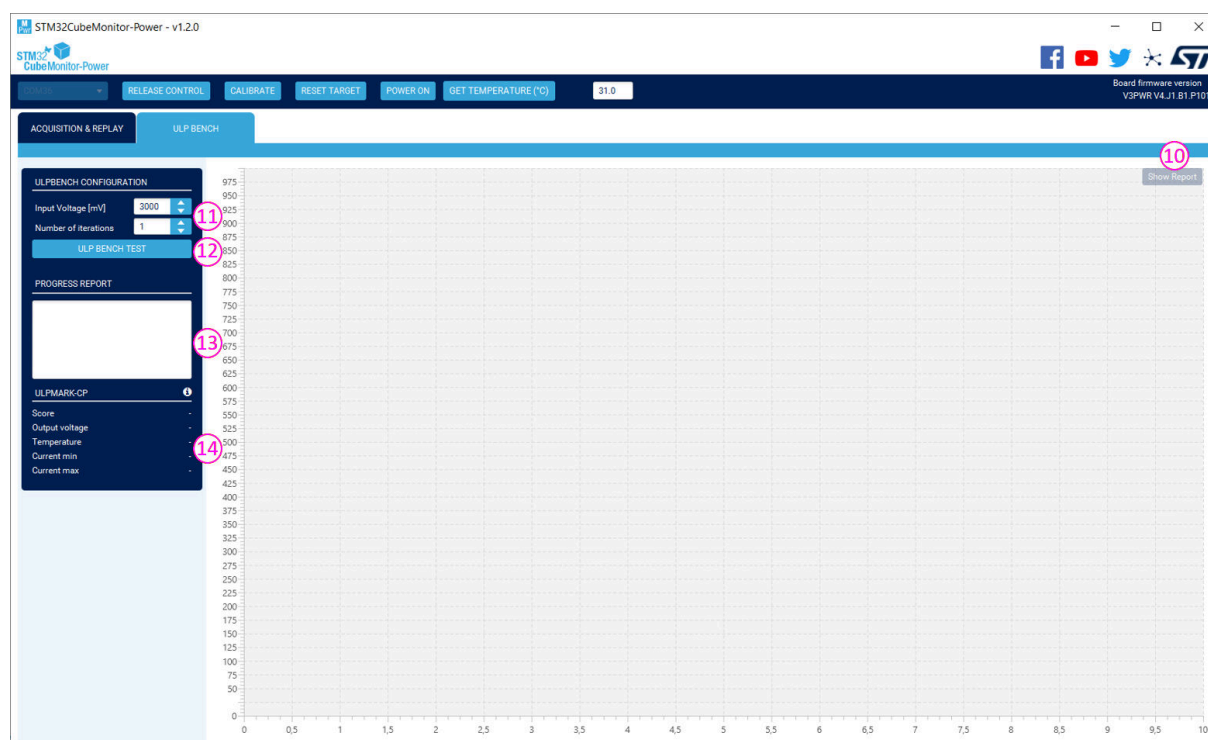 STM32CubeMonitor-Power - v1.2.0
STM32
CubeMonitor-Power
COM36 RELEASE CONTROL CALIBRATE RESET TARGET POWER ON GET TEMPERATURE (°C) 31.0
Board firmware version
V3PWR V4.J1.B1.P101
ACQUISITION & REPLAY ULP BENCH
10
Show Report
ULPBENCH CONFIGURATION
Input Voltage [mV] 3000
11
Number of iterations 1
ULP BENCH TEST
12
PROGRESS REPORT
13
ULPMARK-CP
Score -
Output voltage -
Temperature -
14
Current min -
Current max -
975
950
925
900
875
850
825
800
775
750
725
700
675
650
625
600
575
550
525
500
475
450
425
400
375
350
325
300
275
250
225
200
175
150
125
100
75
50
0
0 0,5 1 1,5 2 2,5 3 3,5 4 4,5 5 5,5 6 6,5 7 7,5 8 8,5 9 9,5 10